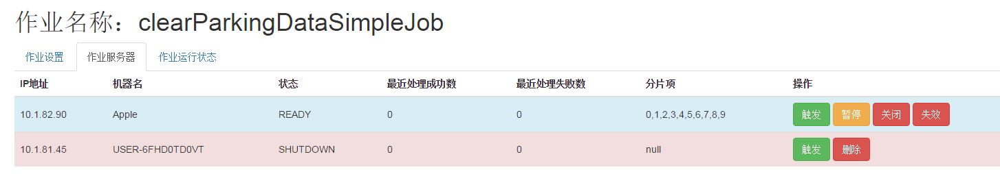 作业名称：clearParkingDataSimpleJob
作业设置 作业服务器 作业运行状态
IP地址 机器名 状态 最近处理成功数 最近处理失败数 分片项 操作
10.1.82.90 Apple READY 0 0 0,1,2,3,4,5,6,7,8,9 触发 暂停 关闭 失效
10.1.81.45 USER-6FHD0TD0VT SHUTDOWN 0 0 null 触发 删除